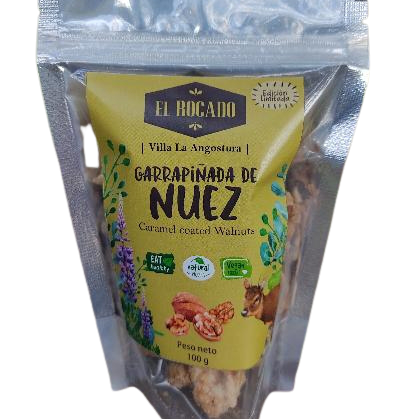 EL ROCADO
Edición
Limitada
| Villa La Angostura |
GARRAPIÑADA DE
NUEZ
Caramel coated Walnuts
EAT
healthy
natural
Vegan
Peso neto
100 g